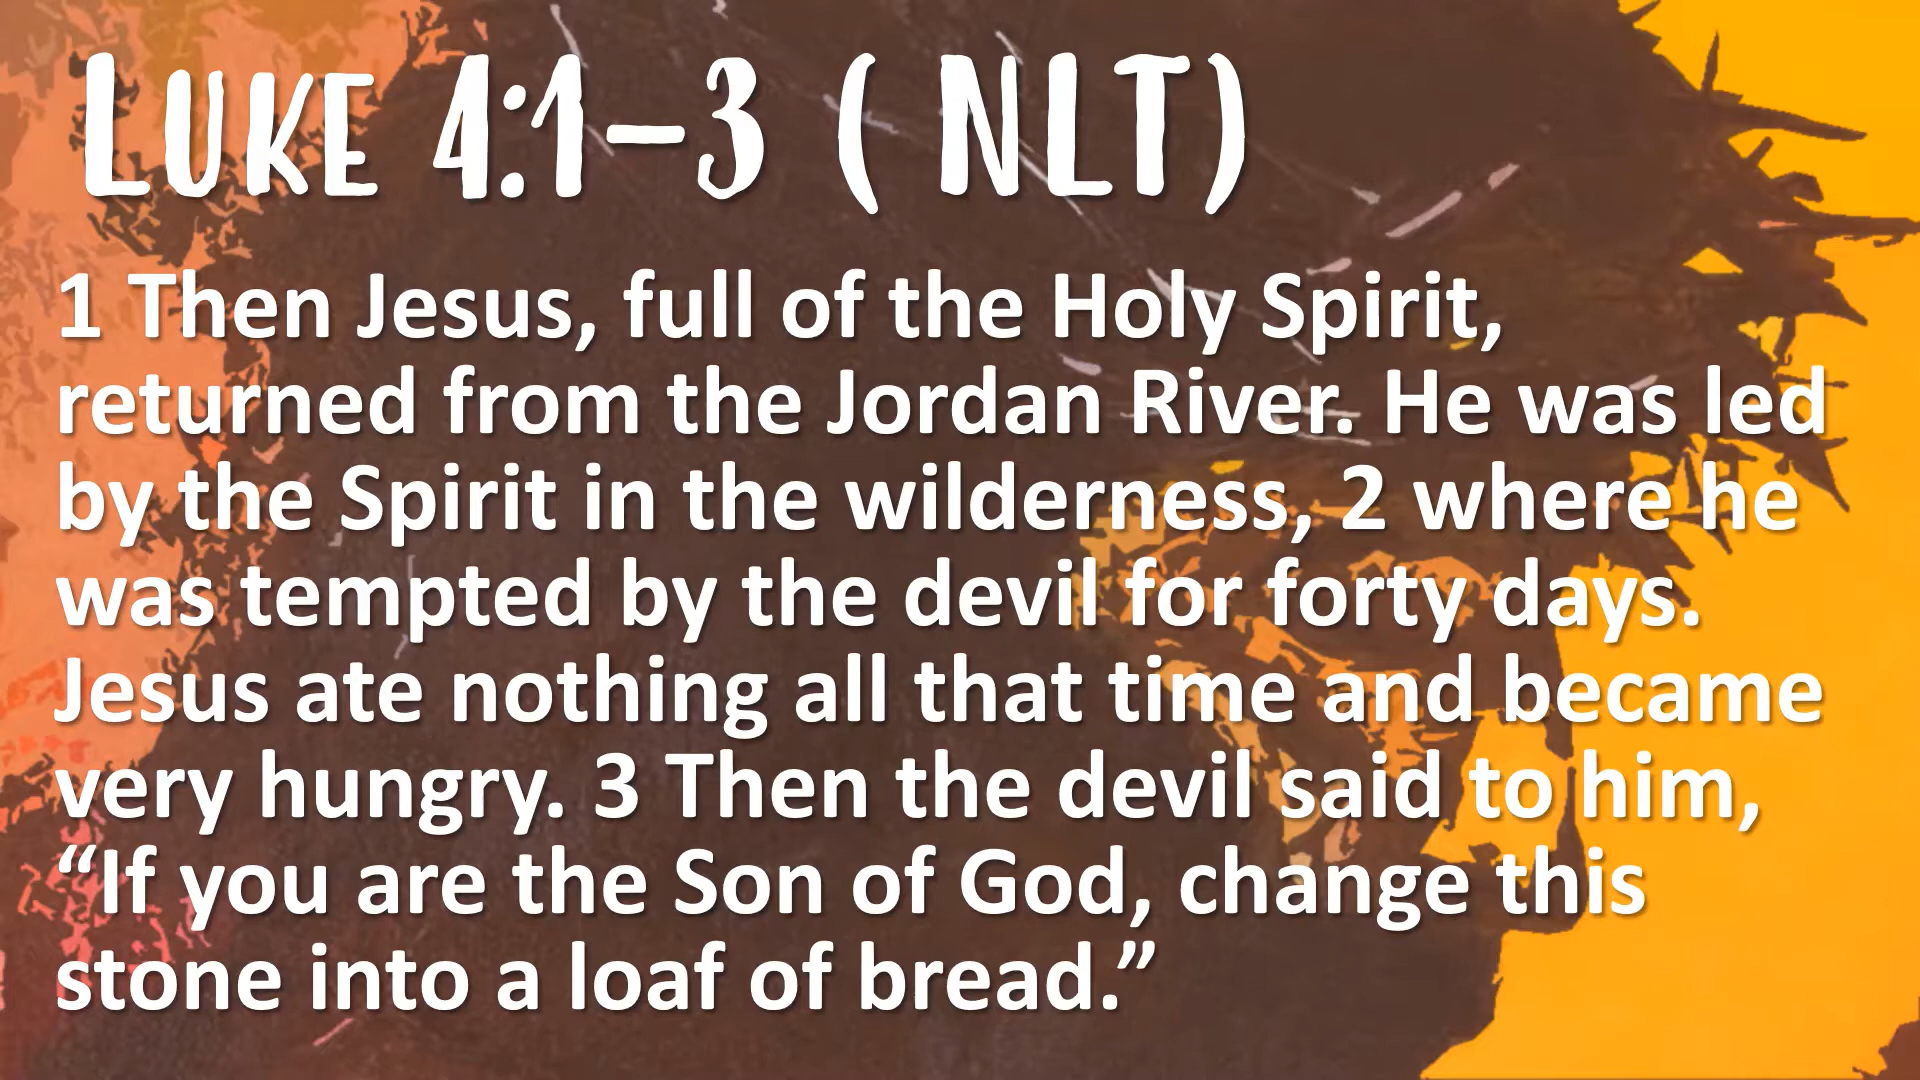 Luke 4:1–3 ( NLT)
1 Then Jesus, full of the Holy Spirit,
returned from the Jordan River. He was led
by the Spirit in the wilderness, 2 where he
was tempted by the devil for forty days.
Jesus ate nothing all that time and became
very hungry. 3 Then the devil said to him,
“If you are the Son of God, change this
stone into a loaf of bread.”